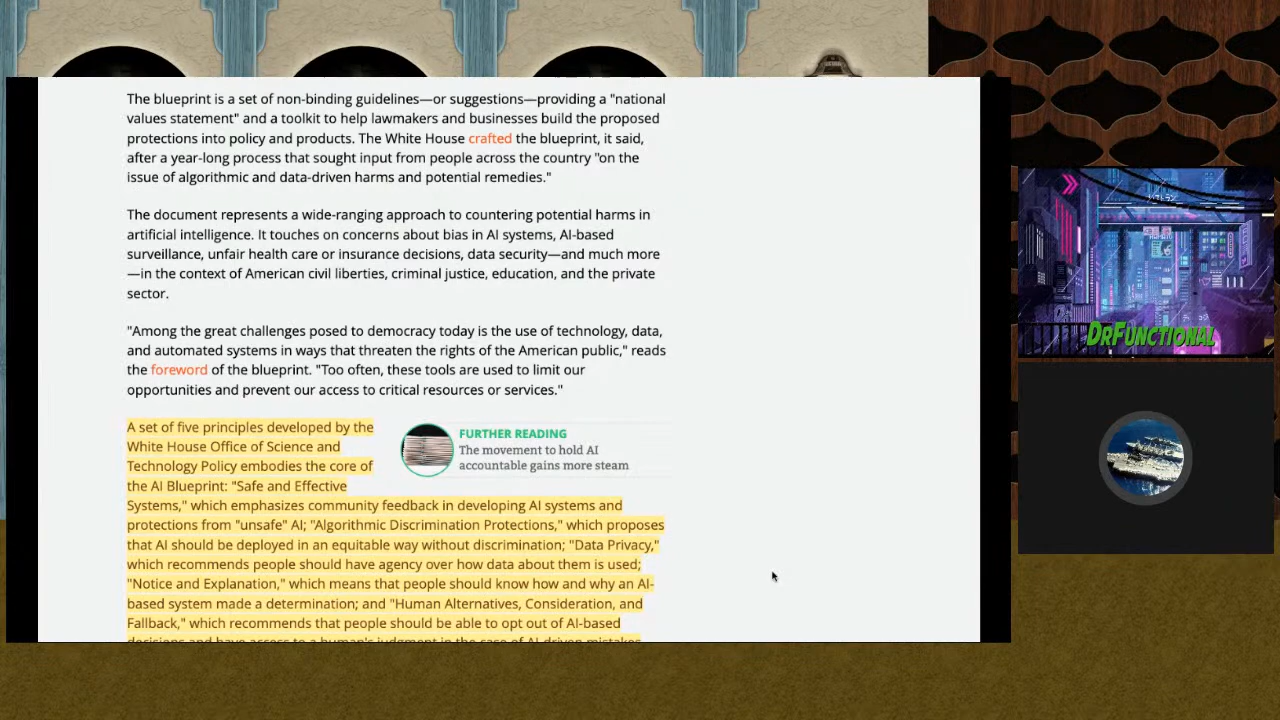 The blueprint is a set of non-binding guidelines—or suggestions—providing a "national
values statement" and a toolkit to help lawmakers and businesses build the proposed
protections into policy and products. The White House crafted the blueprint, it said,
after a year-long process that sought input from people across the country "on the
issue of algorithmic and data-driven harms and potential remedies."
The document represents a wide-ranging approach to countering potential harms in
artificial intelligence. It touches on concerns about bias in AI systems, AI-based
surveillance, unfair health care or insurance decisions, data security—and much more
—in the context of American civil liberties, criminal justice, education, and the private
sector.
"Among the great challenges posed to democracy today is the use of technology, data,
and automated systems in ways that threaten the rights of the American public," reads
the foreword of the blueprint. "Too often, these tools are used to limit our
opportunities and prevent our access to critical resources or services."
A set of five principles developed by the
White House Office of Science and
Technology Policy embodies the core of
the AI Blueprint: "Safe and Effective
Systems," which emphasizes community feedback in developing AI systems and
protections from "unsafe" AI; "Algorithmic Discrimination Protections," which proposes
that AI should be deployed in an equitable way without discrimination; "Data Privacy,"
which recommends people should have agency over how data about them is used;
"Notice and Explanation," which means that people should know how and why an AI-
based system made a determination; and "Human Alternatives, Consideration, and
Fallback," which recommends that people should be able to opt out of AI-based
decisions and have access to a human's judgment in the case of AI-driven mistakes.
FURTHER READING
The movement to hold AI
accountable gains more steam
DRFUNCTIONAL